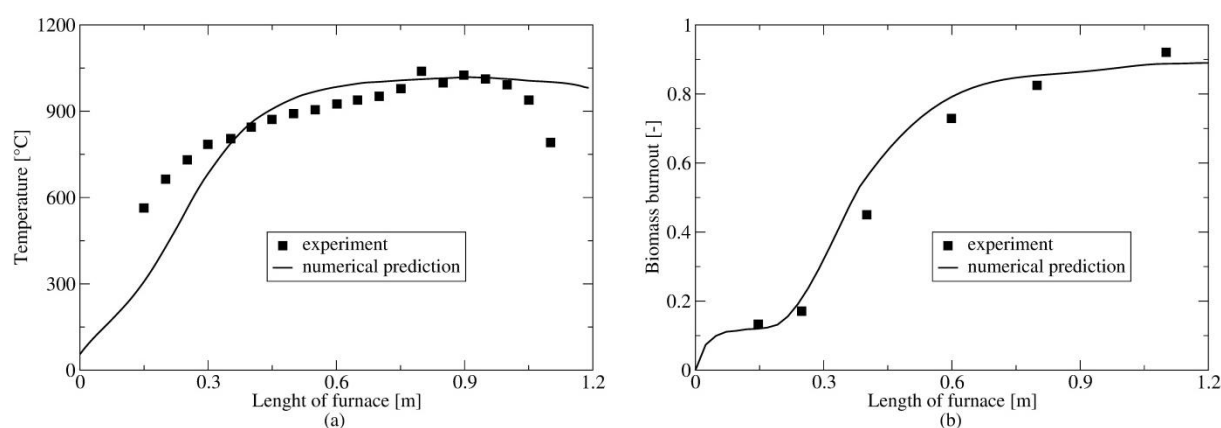 1200
900
600
300
0
Temperature [°C]
experiment
numerical prediction
0 0.3 0.6 0.9 1.2
Lenght of furnace [m]
(a)
1
0.8
0.6
0.4
0.2
0
Biomass burnout [-]
experiment
numerical prediction
0 0.3 0.6 0.9 1.2
Length of furnace [m]
(b)